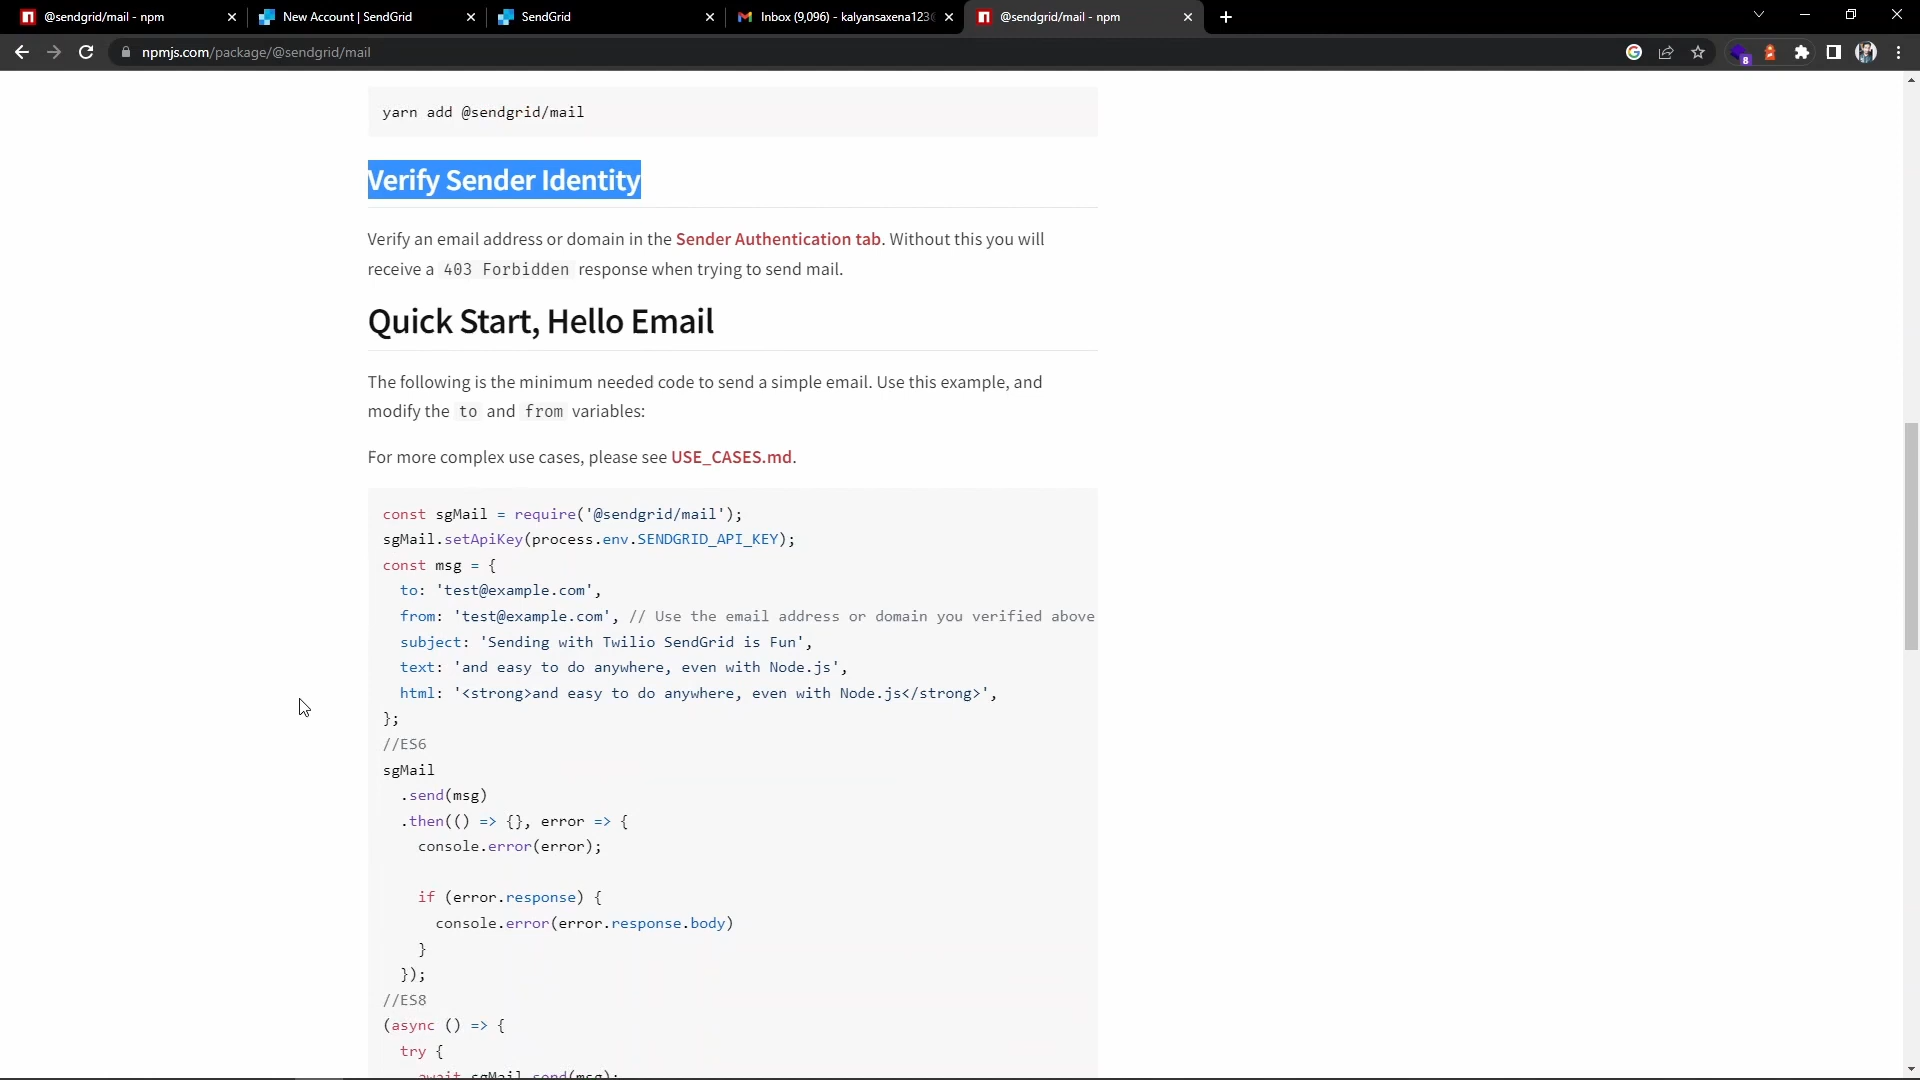 @sendgrid/mail - npm
New Account | SendGrid
SendGrid
Inbox (9,096) - kalyansaxena123
@sendgrid/mail - npm
npmjs.com/package/@sendgrid/mail
8
yarn add @sendgrid/mail
Verify Sender Identity
Verify an email address or domain in the Sender Authentication tab. Without this you will
receive a 403 Forbidden response when trying to send mail.
Quick Start, Hello Email
The following is the minimum needed code to send a simple email. Use this example, and
modify the to and from variables:
For more complex use cases, please see USE_CASES.md.
const sgMail = require('@sendgrid/mail');
sgMail.setApiKey(process.env.SENDGRID_API_KEY);
const msg = {
  to: 'test@example.com',
  from: 'test@example.com', // Use the email address or domain you verified above
  subject: 'Sending with Twilio SendGrid is Fun',
  text: 'and easy to do anywhere, even with Node.js',
  html: '<strong>and easy to do anywhere, even with Node.js</strong>',
};
//ES6
sgMail
  .send(msg)
  .then(() => {}, error => {
    console.error(error);
    if (error.response) {
      console.error(error.response.body)
    }
  });
//ES8
(async () => {
  try {
    await sgMail.send(msg);